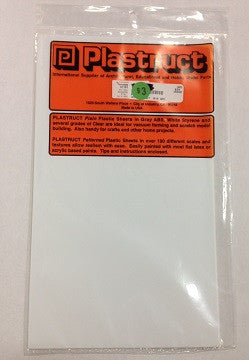 Plastruct
International Supplier of Architectural, Educational and Hobby Model Parts
$3
Made in USA
PLASTRUCT Plain Plastic Sheets in Gray ABS, White Styrene and
several grades of Clear are ideal for vacuum-forming and scratch model
building. Also handy for crafts and other home projects.
PLASTRUCT Patterned Plastic Sheets in over 100 different scales and
textures allow realism with ease. Easily painted with most flat latex or
acrylic based paints. Tips and instructions enclosed.